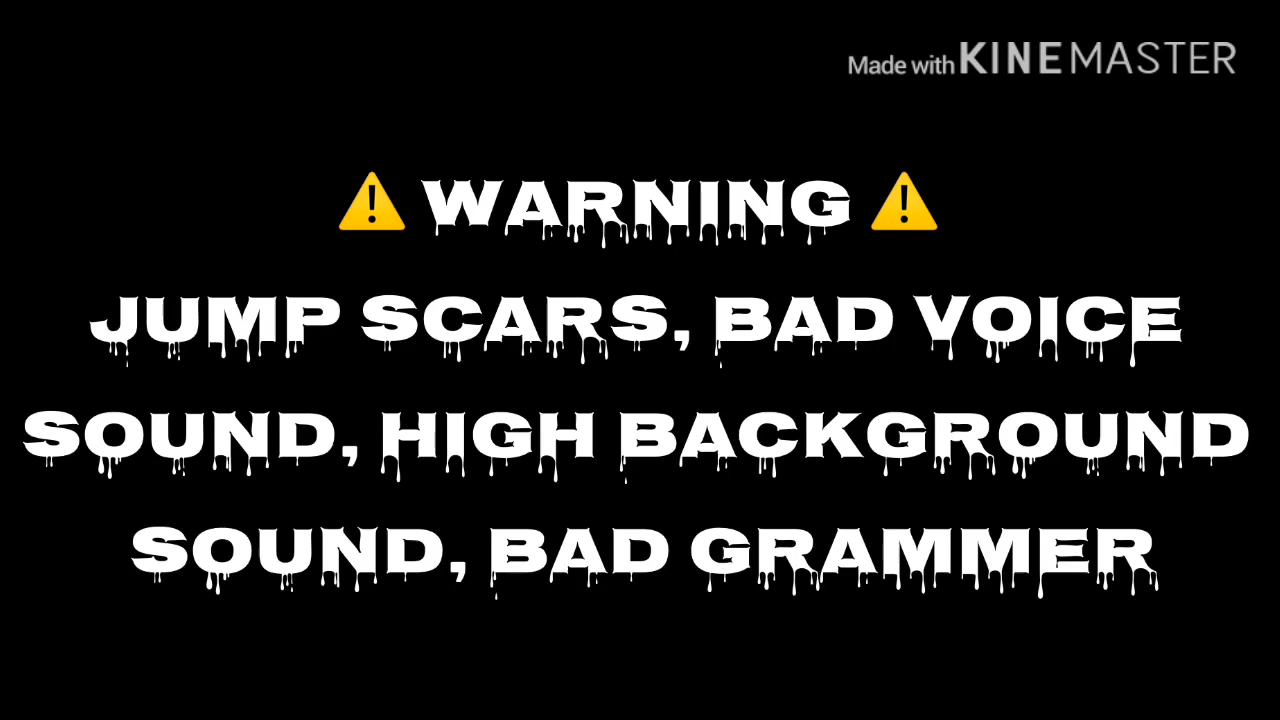 Made with KINEMASTER
⚠️ WARNING ⚠️
JUMP SCARS, BAD VOICE
SOUND, HIGH BACKGROUND
SOUND, BAD GRAMMER